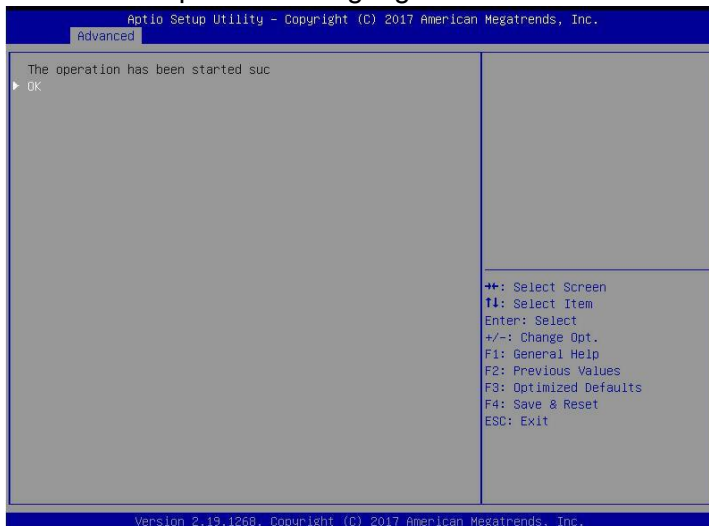 Aptio Setup Utility – Copyright (C) 2017 American Megatrends, Inc.
Advanced
The operation has been started suc
▶ OK
→←: Select Screen
↑↓: Select Item
Enter: Select
+/-: Change Opt.
F1: General Help
F2: Previous Values
F3: Optimized Defaults
F4: Save & Reset
ESC: Exit
Version 2.19.1268. Copyright (C) 2017 American Megatrends, Inc.